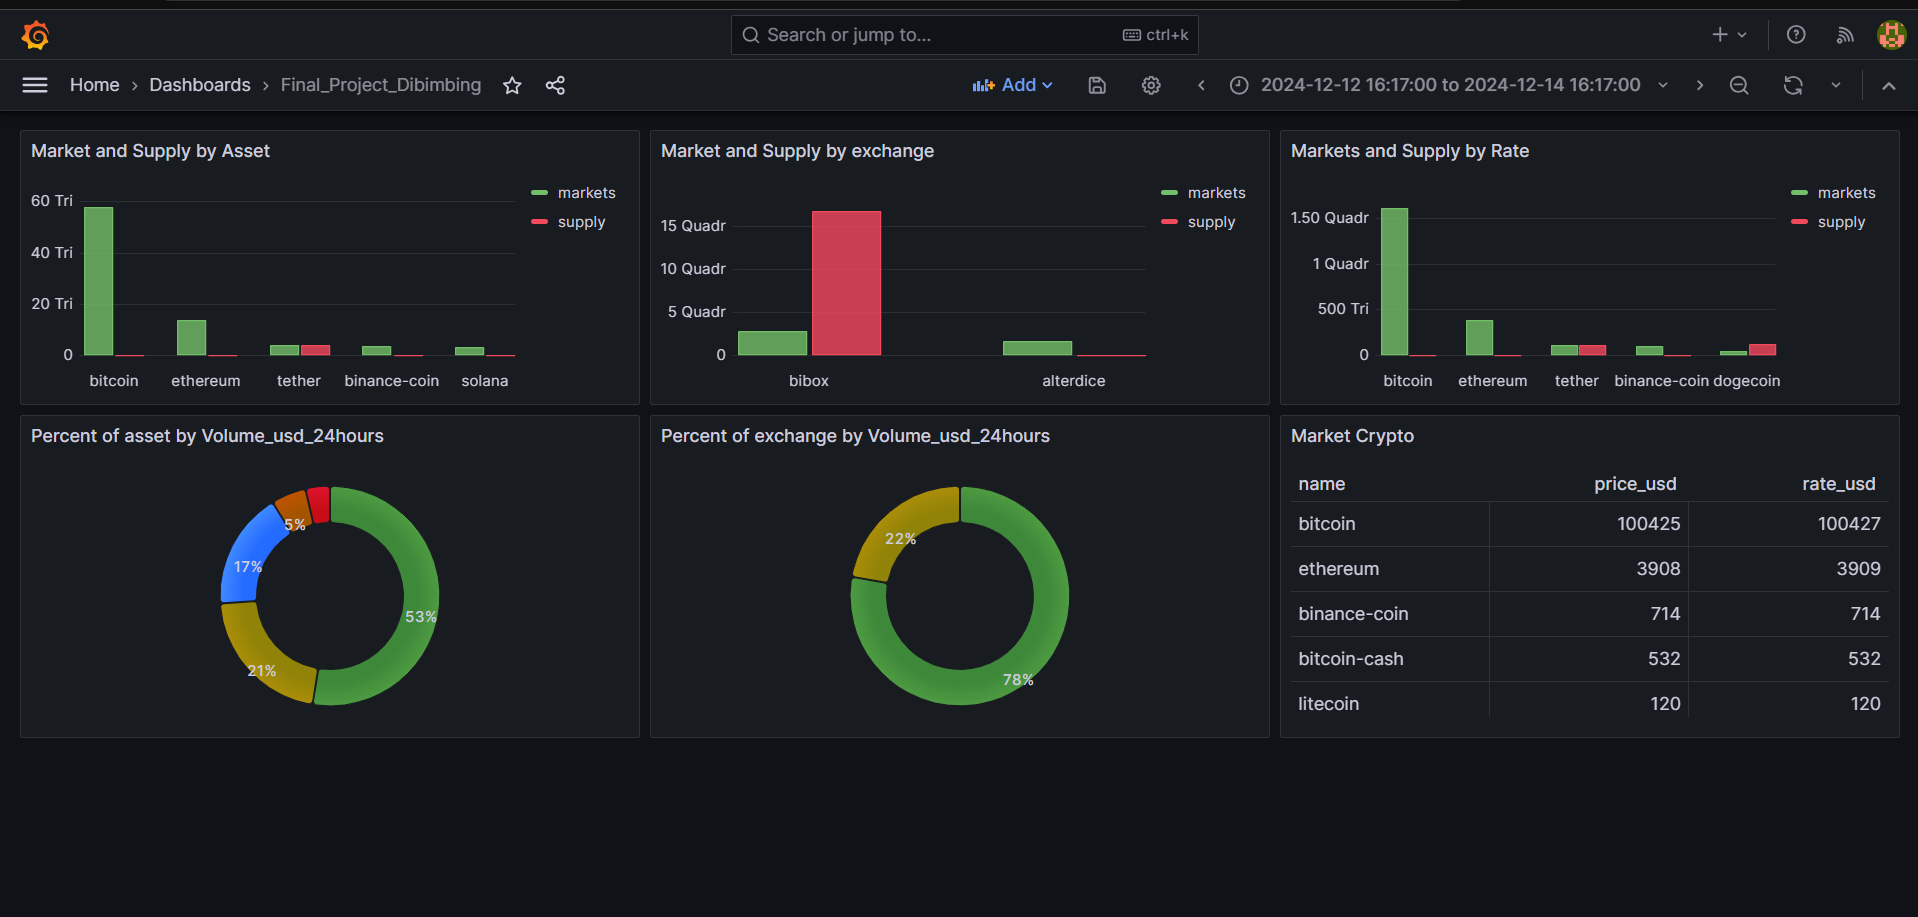 Search or jump to... ctrl+k
Home › Dashboards › Final_Project_Dibimbing Add 2024-12-12 16:17:00 to 2024-12-14 16:17:00
Market and Supply by Asset
60 Tri
40 Tri
20 Tri
0
bitcoin ethereum tether binance-coin solana
markets
supply
Market and Supply by exchange
15 Quadr
10 Quadr
5 Quadr
0
bibox alterdice
markets
supply
Markets and Supply by Rate
1.50 Quadr
1 Quadr
500 Tri
0
bitcoin ethereum tether binance-coin dogecoin
markets
supply
Percent of asset by Volume_usd_24hours
5%
17%
53%
21%
Percent of exchange by Volume_usd_24hours
22%
78%
Market Crypto
name price_usd rate_usd
bitcoin 100425 100427
ethereum 3908 3909
binance-coin 714 714
bitcoin-cash 532 532
litecoin 120 120